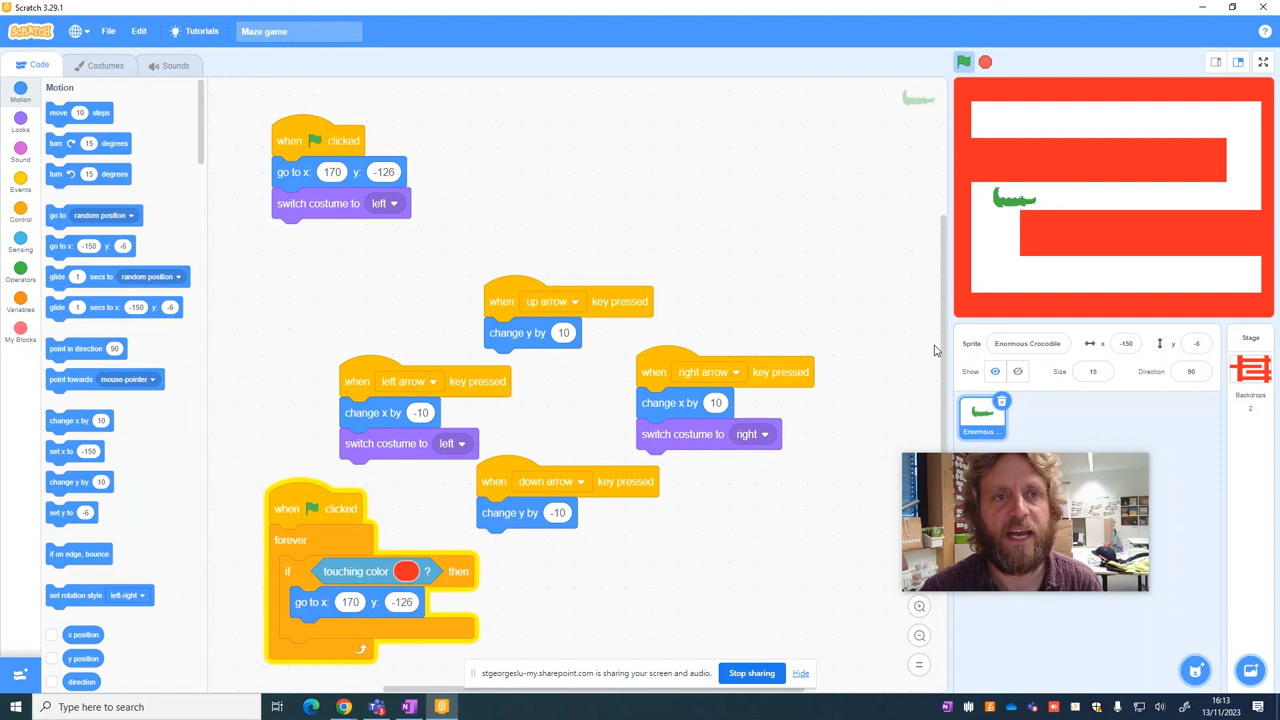 Scratch 3.29.1
SCRATCH
File
Edit
Tutorials
Maze game
Code
Costumes
Sounds
Motion
Looks
Sound
Events
Control
Sensing
Operators
Variables
My Blocks
Motion
move 10 steps
turn 15 degrees
turn 15 degrees
go to random position
go to x: -150 y: -6
glide 1 secs to random position
glide 1 secs to x: -150 y: -6
point in direction 90
point towards mouse-pointer
change x by 10
set x to -150
change y by 10
set y to -6
if on edge, bounce
set rotation style left-right
x position
y position
direction
when clicked
go to x: 170 y: -126
switch costume to left
when up arrow key pressed
change y by 10
when left arrow key pressed
change x by -10
switch costume to left
when right arrow key pressed
change x by 10
switch costume to right
when down arrow key pressed
change y by -10
when clicked
forever
if touching color ? then
go to x: 170 y: -126
Sprite Enormous Crocodile x -150 y -6
Show Size 15 Direction 90
Enormous ...
Stage
Backdrops
2
stgeorgeslu-my.sharepoint.com is sharing your screen and audio.
Stop sharing
Hide
Type here to search
16:13
13/11/2023